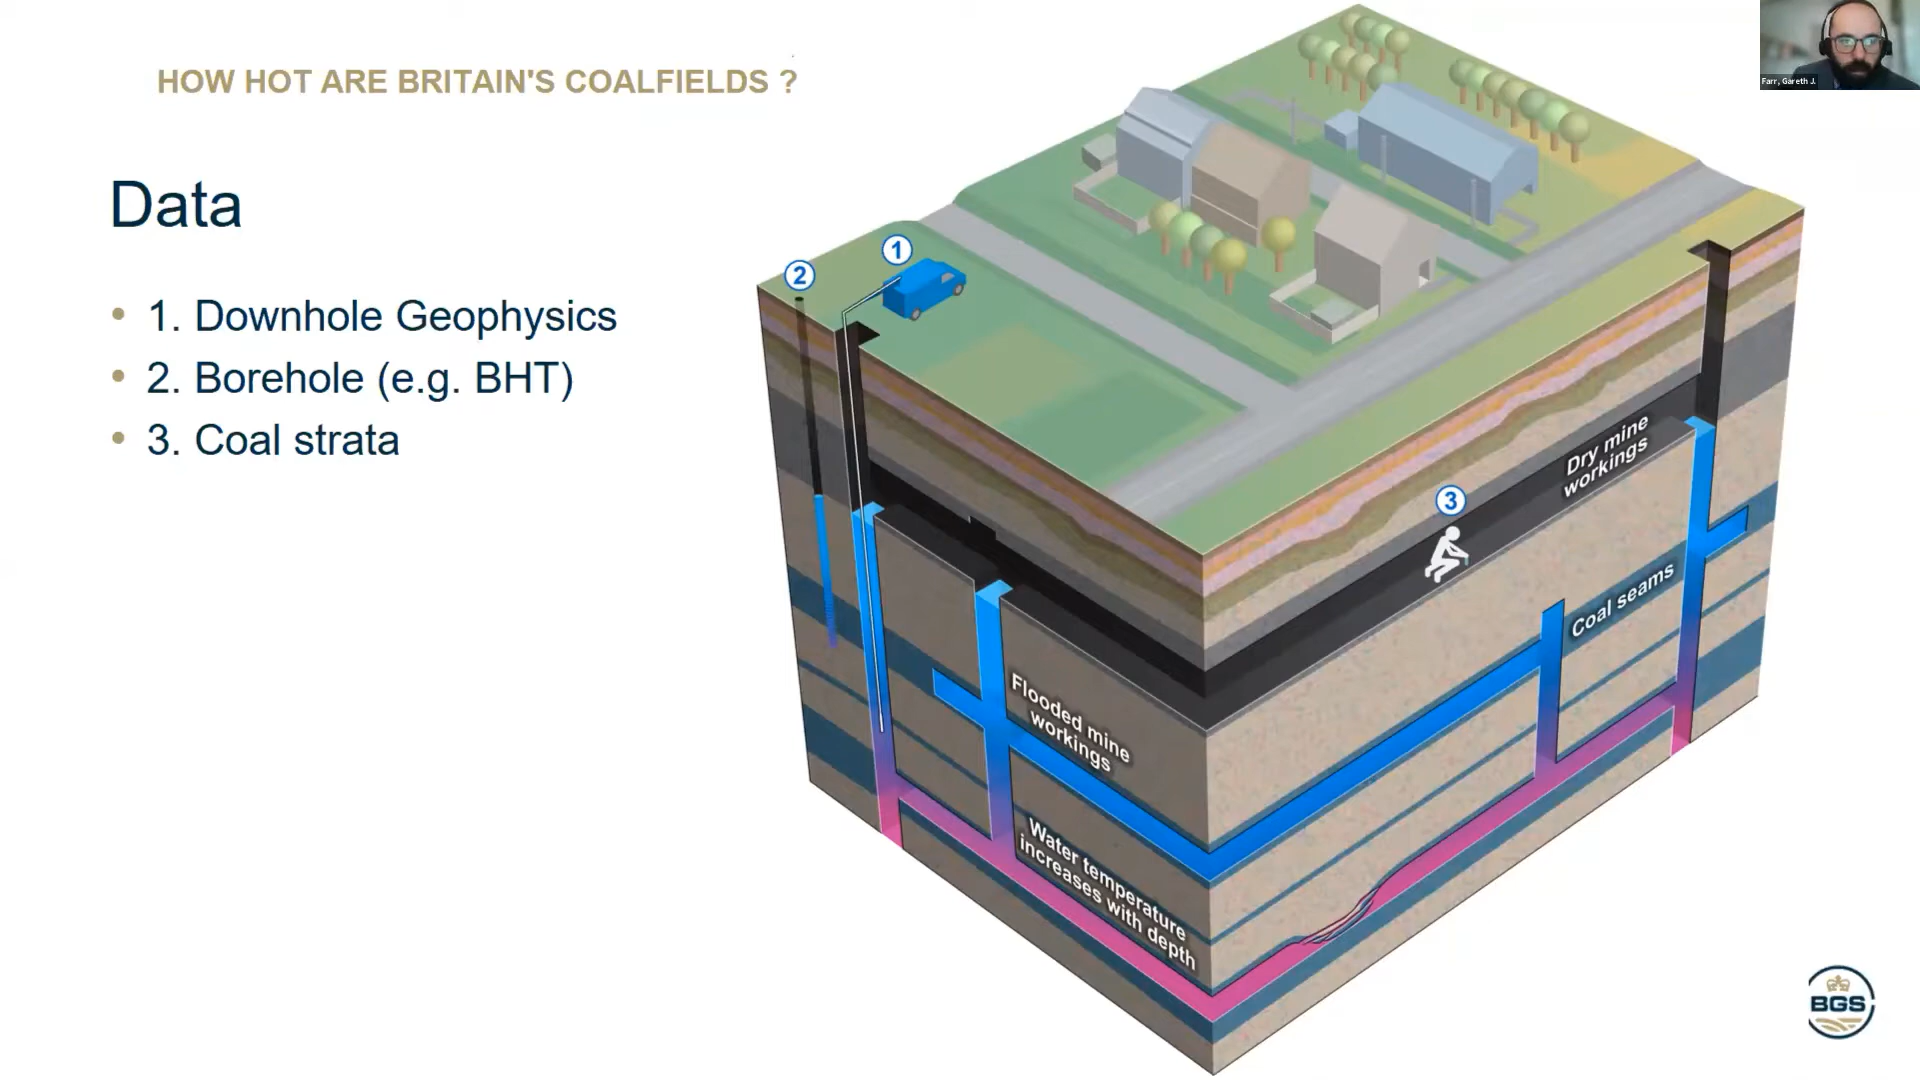 HOW HOT ARE BRITAIN'S COALFIELDS ?
Farr, Gareth J.
Data
• 1. Downhole Geophysics
• 2. Borehole (e.g. BHT)
• 3. Coal strata
1
2
3
Dry mine
workings
Coal seams
Flooded mine
workings
Water temperature
increases with depth
BGS